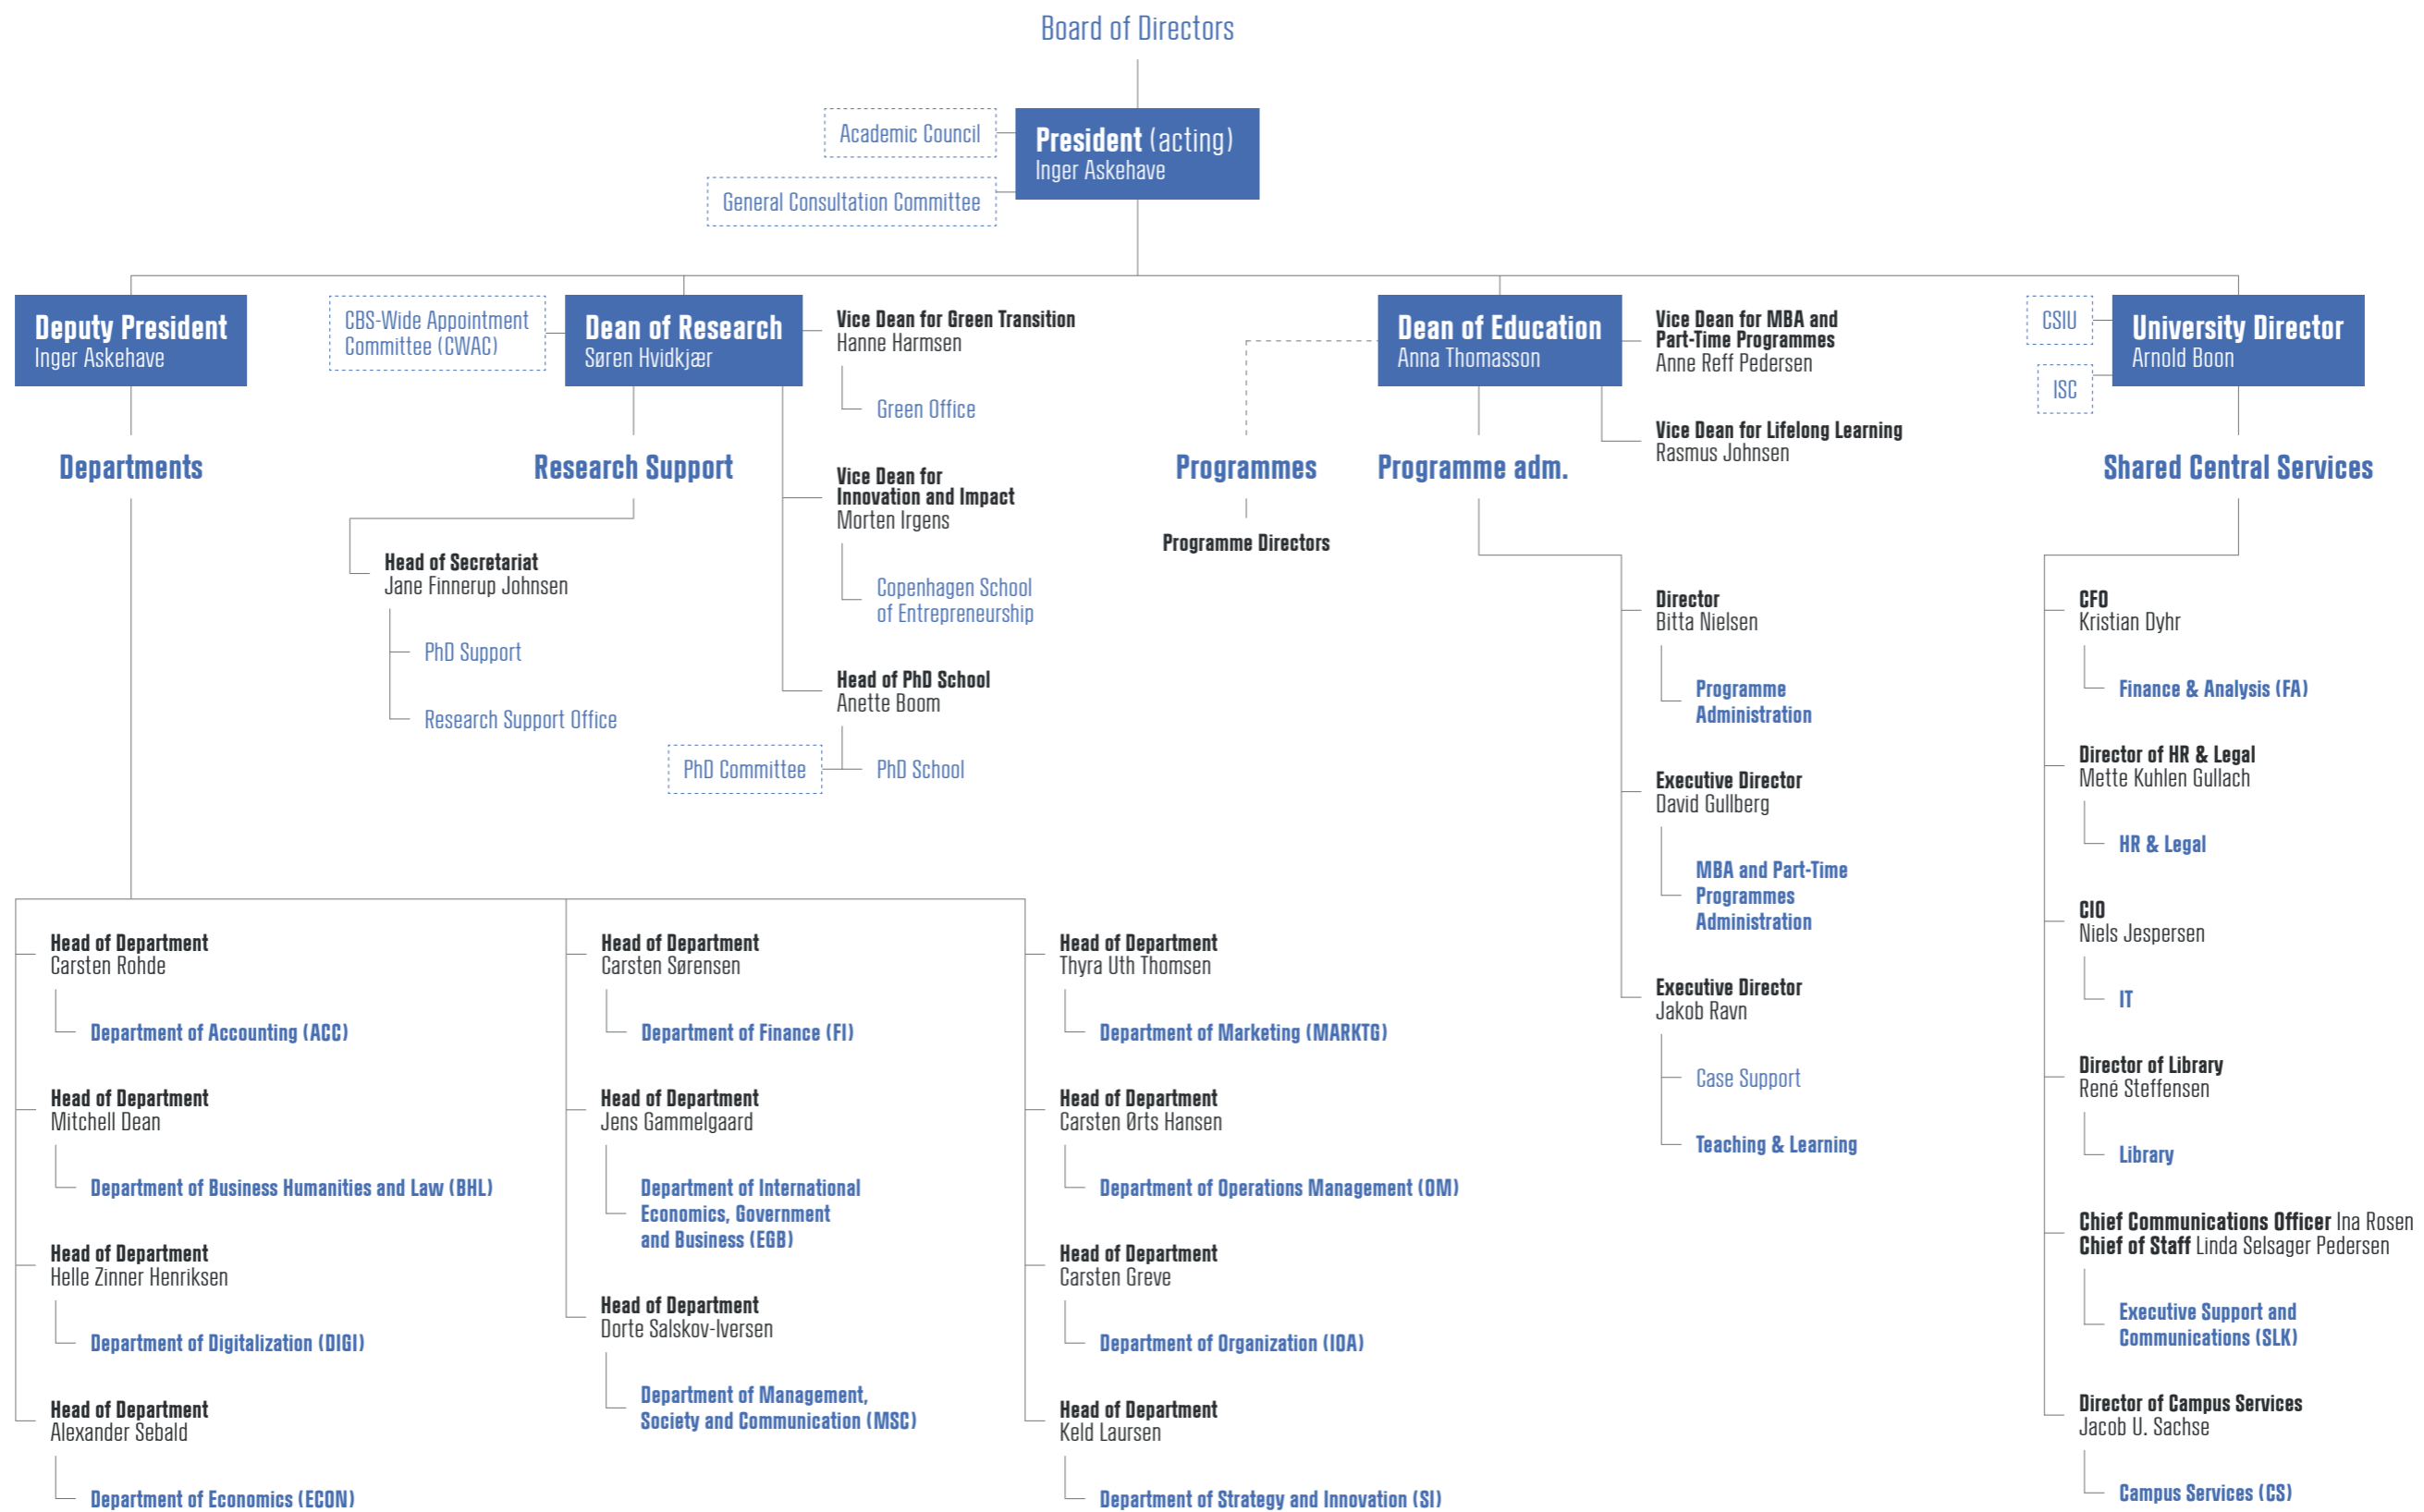 Board of Directors
Academic Council
President (acting)
Inger Askehave
General Consultation Committee
Deputy President
Inger Askehave
CBS-Wide Appointment
Committee (CWAC)
Dean of Research
Søren Hvidkjær
Vice Dean for Green Transition
Hanne Harmsen
Green Office
Dean of Education
Anna Thomasson
Vice Dean for MBA and
Part-Time Programmes
Anne Reff Pedersen
Vice Dean for Lifelong Learning
Rasmus Johnsen
CSIU
ISC
University Director
Arnold Boon
Departments
Research Support
Vice Dean for
Innovation and Impact
Morten Irgens
Copenhagen School
of Entrepreneurship
Programmes
Programme Directors
Programme adm.
Shared Central Services
Head of Secretariat
Jane Finnerup Johnsen
PhD Support
Research Support Office
Head of PhD School
Anette Boom
PhD Committee
PhD School
Director
Bitta Nielsen
Programme
Administration
Executive Director
David Gullberg
MBA and Part-Time
Programmes
Administration
Executive Director
Jakob Ravn
Case Support
Teaching & Learning
CFO
Kristian Dyhr
Finance & Analysis (FA)
Director of HR & Legal
Mette Kuhlen Gullach
HR & Legal
CIO
Niels Jespersen
IT
Director of Library
René Steffensen
Library
Chief Communications Officer Ina Rosen
Chief of Staff Linda Selsager Pedersen
Executive Support and
Communications (SLK)
Director of Campus Services
Jacob U. Sachse
Campus Services (CS)
Head of Department
Carsten Rohde
Department of Accounting (ACC)
Head of Department
Mitchell Dean
Department of Business Humanities and Law (BHL)
Head of Department
Helle Zinner Henriksen
Department of Digitalization (DIGI)
Head of Department
Alexander Sebald
Department of Economics (ECON)
Head of Department
Carsten Sørensen
Department of Finance (FI)
Head of Department
Jens Gammelgaard
Department of International
Economics, Government
and Business (EGB)
Head of Department
Dorte Salskov-Iversen
Department of Management,
Society and Communication (MSC)
Head of Department
Thyra Uth Thomsen
Department of Marketing (MARKTG)
Head of Department
Carsten Ørts Hansen
Department of Operations Management (OM)
Head of Department
Carsten Greve
Department of Organization (IOA)
Head of Department
Keld Laursen
Department of Strategy and Innovation (SI)